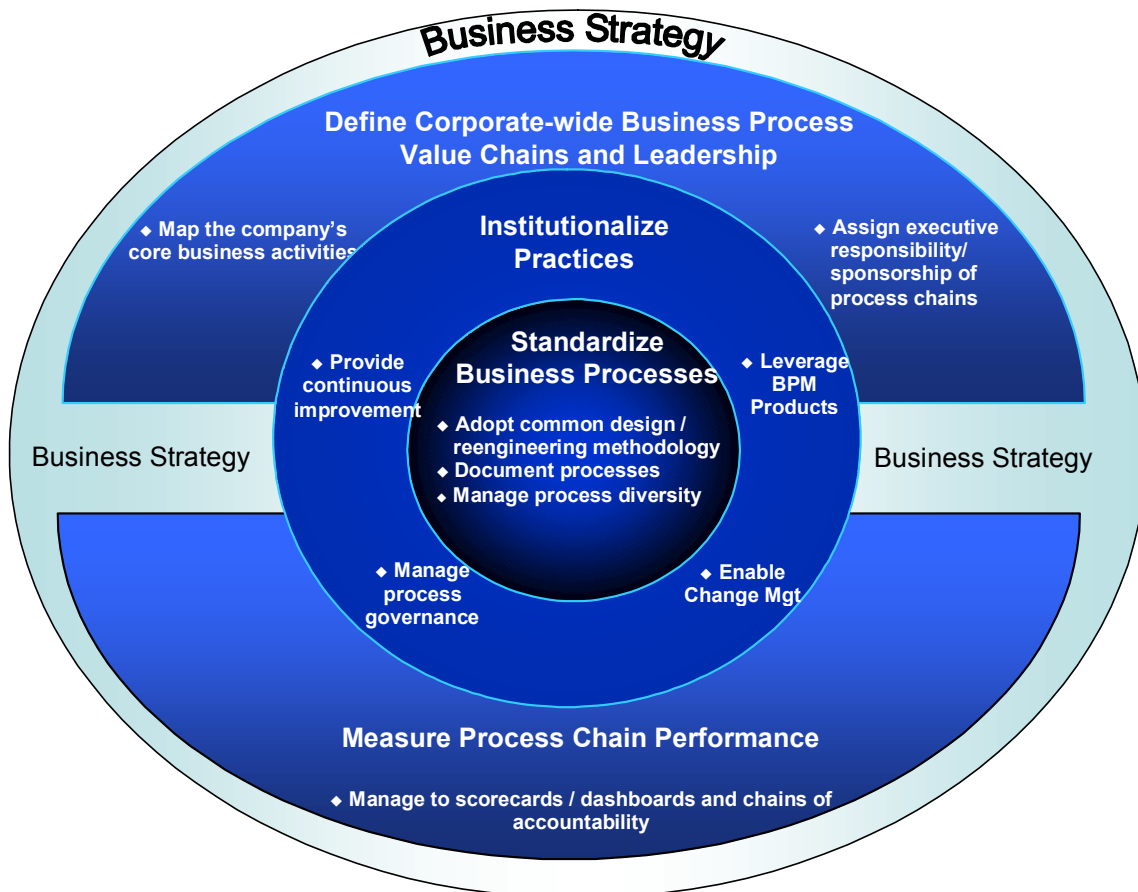 Business Strategy
Define Corporate-wide Business Process
Value Chains and Leadership
◆ Map the company's
core business activities
◆ Assign executive
responsibility/
sponsorship of
process chains
Institutionalize
Practices
◆ Provide
continuous
improvement
◆ Leverage
BPM
Products
Standardize
Business Processes
◆ Adopt common design /
reengineering methodology
◆ Document processes
◆ Manage process diversity
Business Strategy
Business Strategy
◆ Manage
process
governance
◆ Enable
Change Mgt
Measure Process Chain Performance
◆ Manage to scorecards / dashboards and chains of
accountability